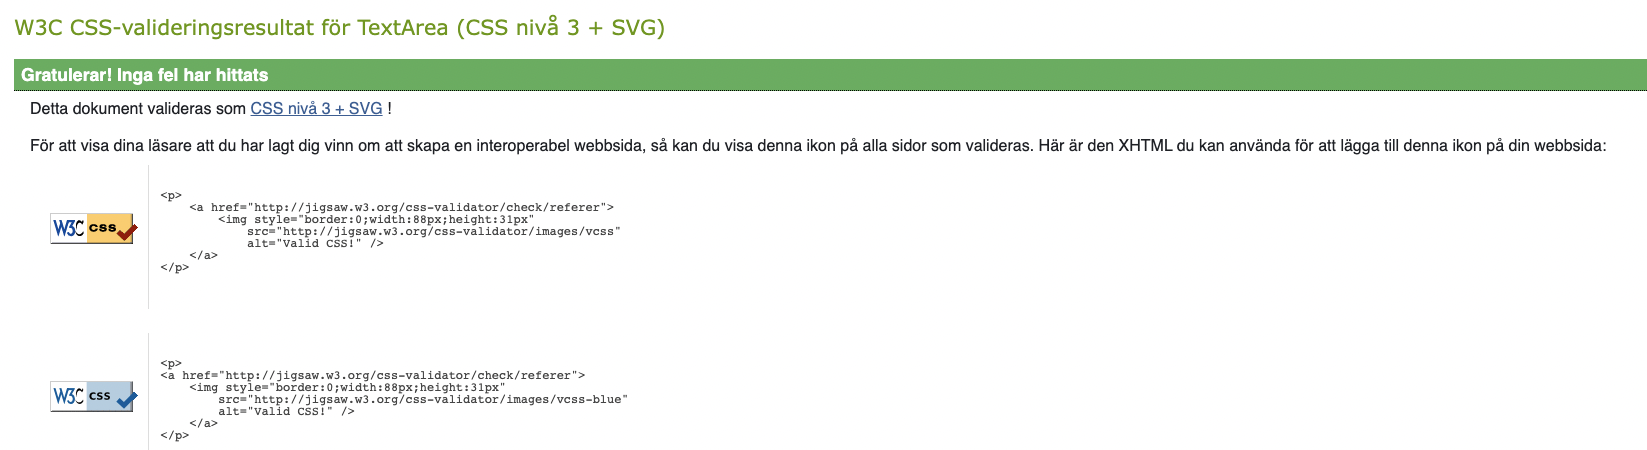 W3C CSS-valideringsresultat för TextArea (CSS nivå 3 + SVG)
Gratulerar! Inga fel har hittats
Detta dokument valideras som CSS nivå 3 + SVG !
För att visa dina läsare att du har lagt dig vinn om att skapa en interoperabel webbsida, så kan du visa denna ikon på alla sidor som valideras. Här är den XHTML du kan använda för att lägga till denna ikon på din webbsida:
W3C css
<p>
    <a href="http://jigsaw.w3.org/css-validator/check/referer">
        <img style="border:0;width:88px;height:31px"
            src="http://jigsaw.w3.org/css-validator/images/vcss"
            alt="Valid CSS!" />
    </a>
</p>
W3C css
<p>
<a href="http://jigsaw.w3.org/css-validator/check/referer">
    <img style="border:0;width:88px;height:31px"
        src="http://jigsaw.w3.org/css-validator/images/vcss-blue"
        alt="Valid CSS!" />
    </a>
</p>